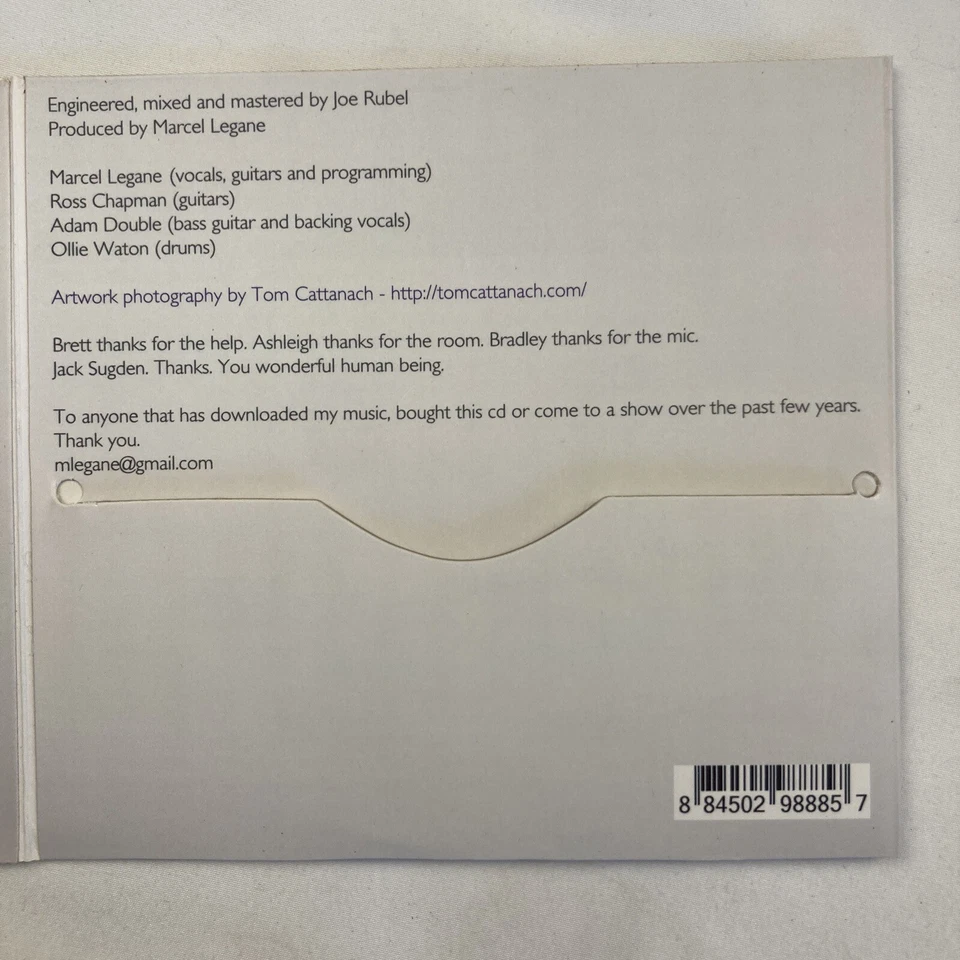 Engineered, mixed and mastered by Joe Rubel
Produced by Marcel Legane
Marcel Legane (vocals, guitars and programming)
Ross Chapman (guitars)
Adam Double (bass guitar and backing vocals)
Ollie Waton (drums)
Artwork photography by Tom Cattanach - http://tomcattanach.com/
Brett thanks for the help. Ashleigh thanks for the room. Bradley thanks for the mic.
Jack Sugden. Thanks. You wonderful human being.
To anyone that has downloaded my music, bought this cd or come to a show over the past few years.
Thank you.
mlegane@gmail.com
8 84502 98885 7